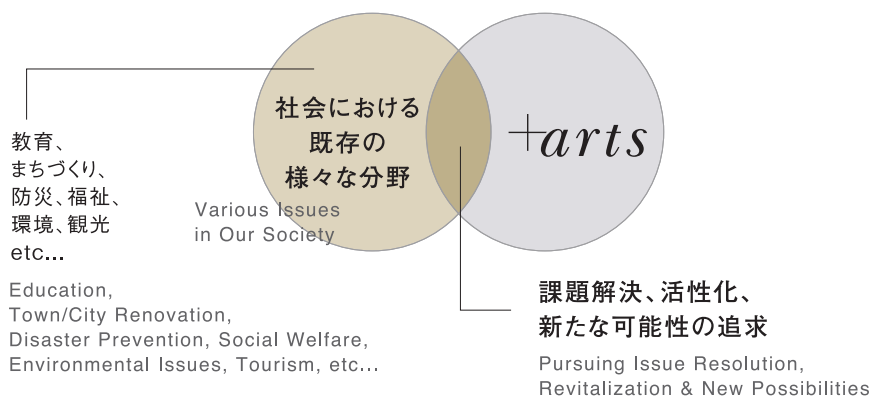 社会における
既存の
様々な分野
Various Issues
in Our Society
+arts
教育、
まちづくり、
防災、福祉、
環境、観光
etc...
Education,
Town/City Renovation,
Disaster Prevention, Social Welfare,
Environmental Issues, Tourism, etc...
課題解決、活性化、
新たな可能性の追求
Pursuing Issue Resolution,
Revitalization & New Possibilities